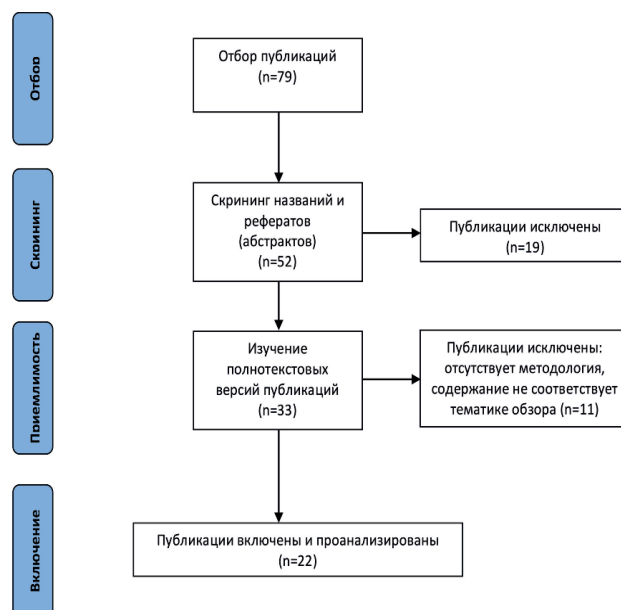 Отбор
Отбор публикаций
(n=79)
Скрининг
Скрининг названий и
рефератов
(абстрактов)
(n=52)
Публикации исключены
(n=19)
Приемлимость
Изучение
полнотекстовых
версий публикаций
(n=33)
Публикации исключены:
отсутствует методология,
содержание не соответствует
тематике обзора (n=11)
Включение
Публикации включены и проанализированы
(n=22)